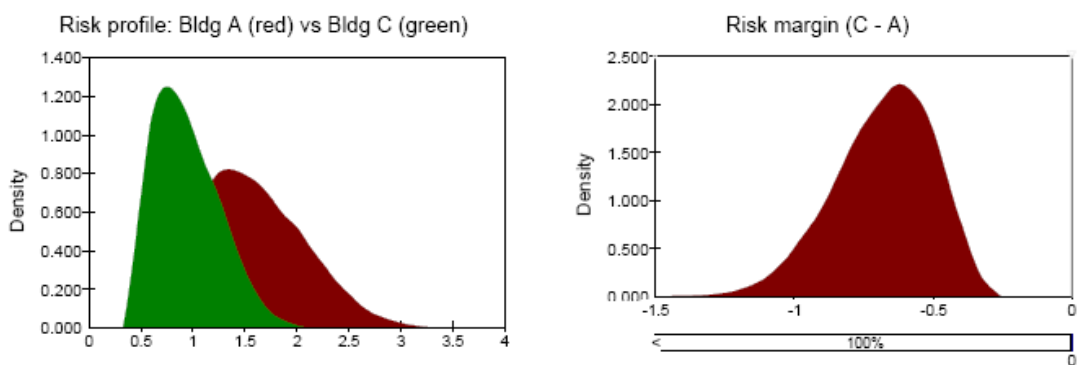 Risk profile: Bldg A (red) vs Bldg C (green)
1.400
1.200
1.000
0.800
0.600
0.400
0.200
0.000
Density
0 0.5 1 1.5 2 2.5 3 3.5 4
Risk margin (C - A)
2.500
2.000
1.500
1.000
0.500
0.000
Density
-1.5 -1 -0.5 0
< 100%
0